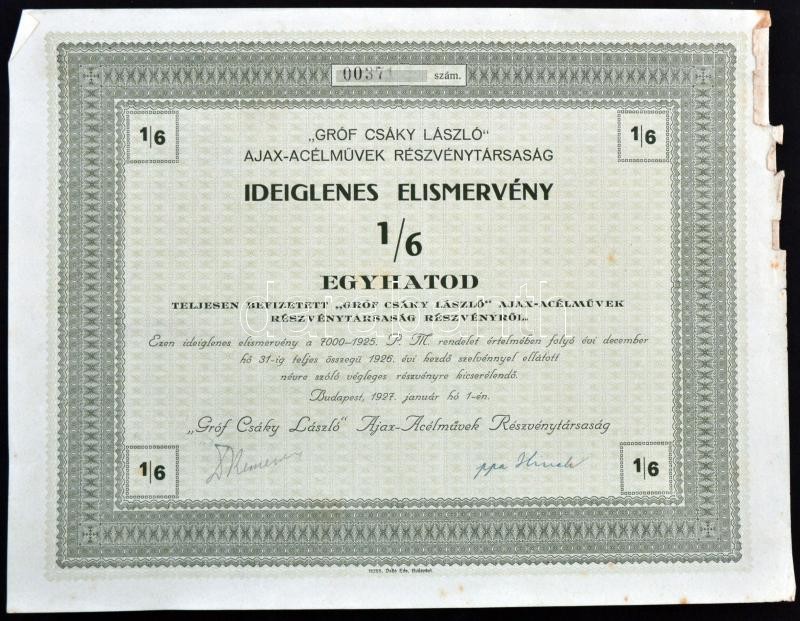 szám.
1/6
1/6
„GRÓF CSÁKY LÁSZLÓ"
AJAX-ACÉLMŰVEK RÉSZVÉNYTÁRSASÁG
IDEIGLENES ELISMERVÉNY
1/6
EGYHATOD
TELJESEN BEFIZETETT „GRÓF CSÁKY LÁSZLÓ" AJAX-ACÉLMŰVEK
RÉSZVÉNYTÁRSASÁG RÉSZVÉNYRŐL.
Ezen ideiglenes elismervény a 7000-1925. P. M. rendelet értelmében folyó évi december
hó 31-ig teljes összegű 1926. évi kezdő szelvénnyel ellátott
névre szóló végleges részvényre kicserélendő.
Budapest, 1927. január hó 1-én.
„Gróf Csáky László" Ajax-Acélművek Részvénytársaság
ppa
1/6
1/6